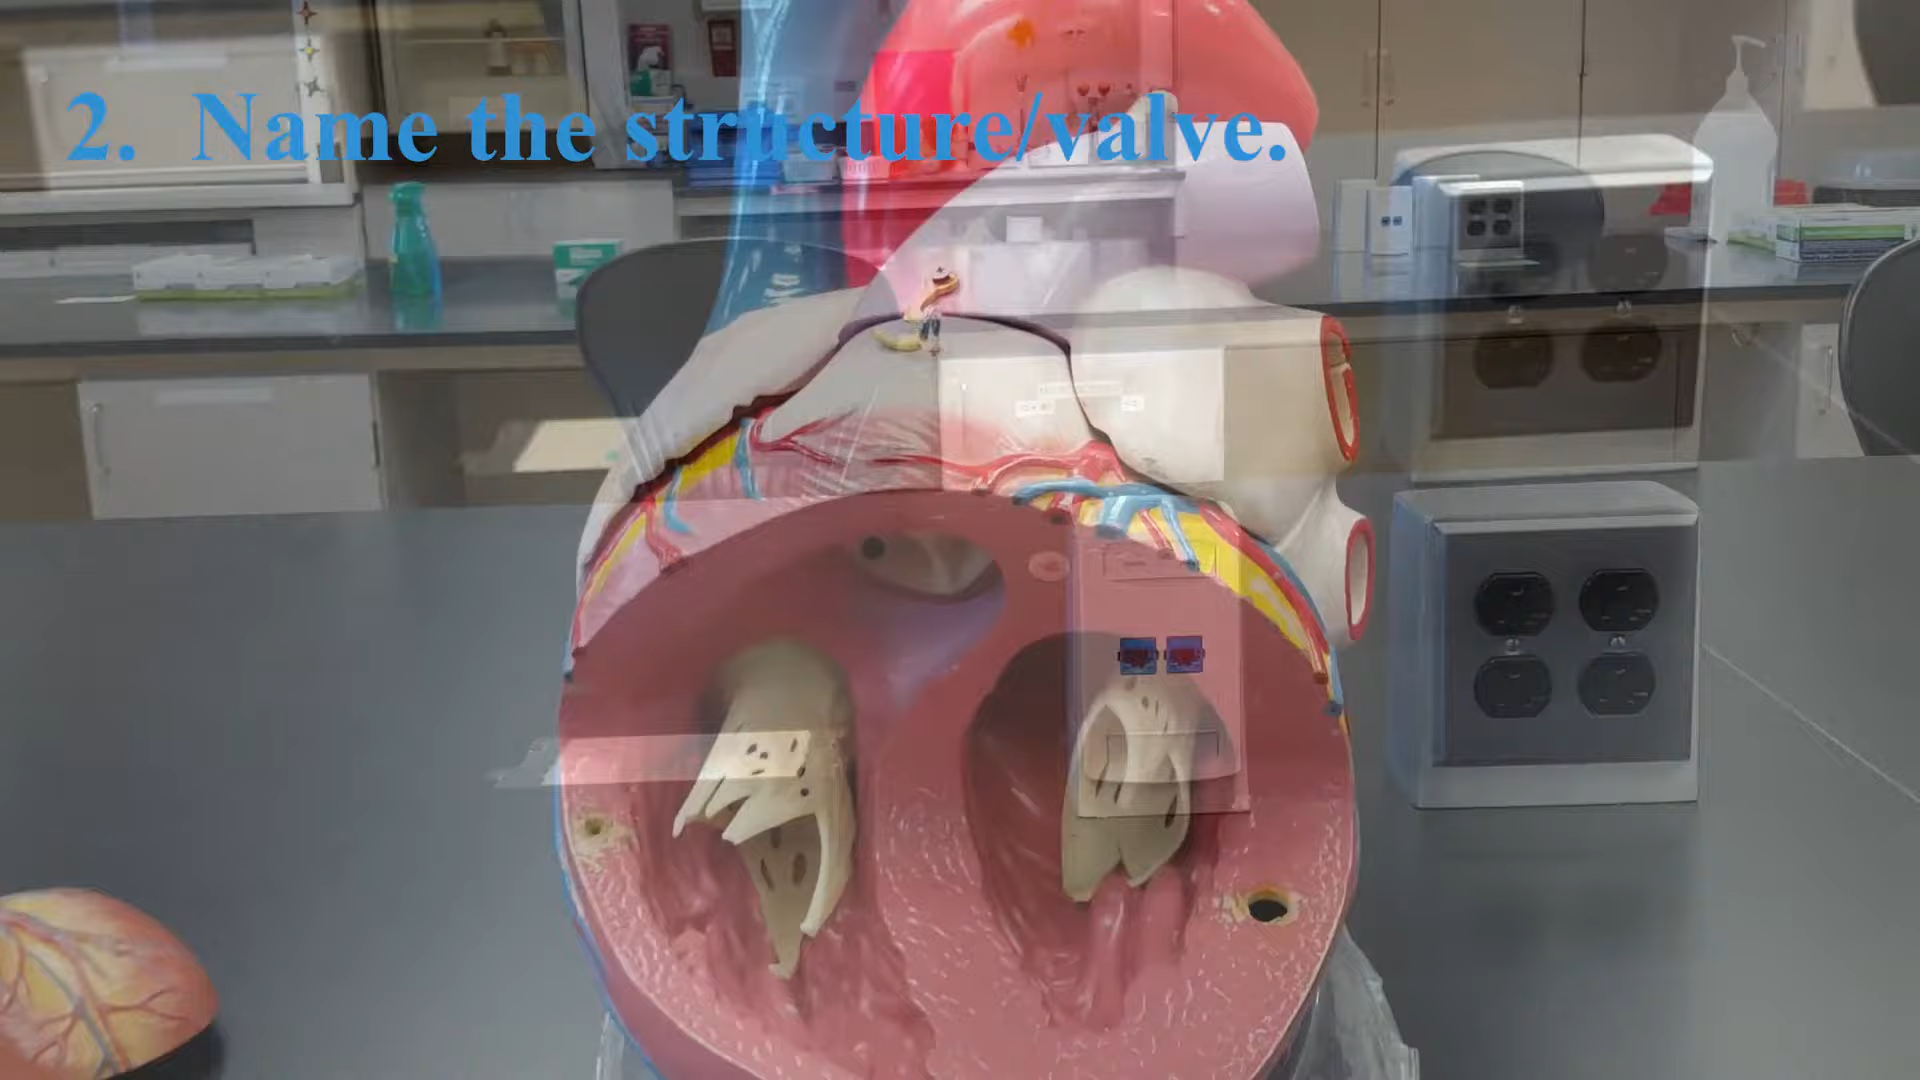 2. Name the structure/valve.